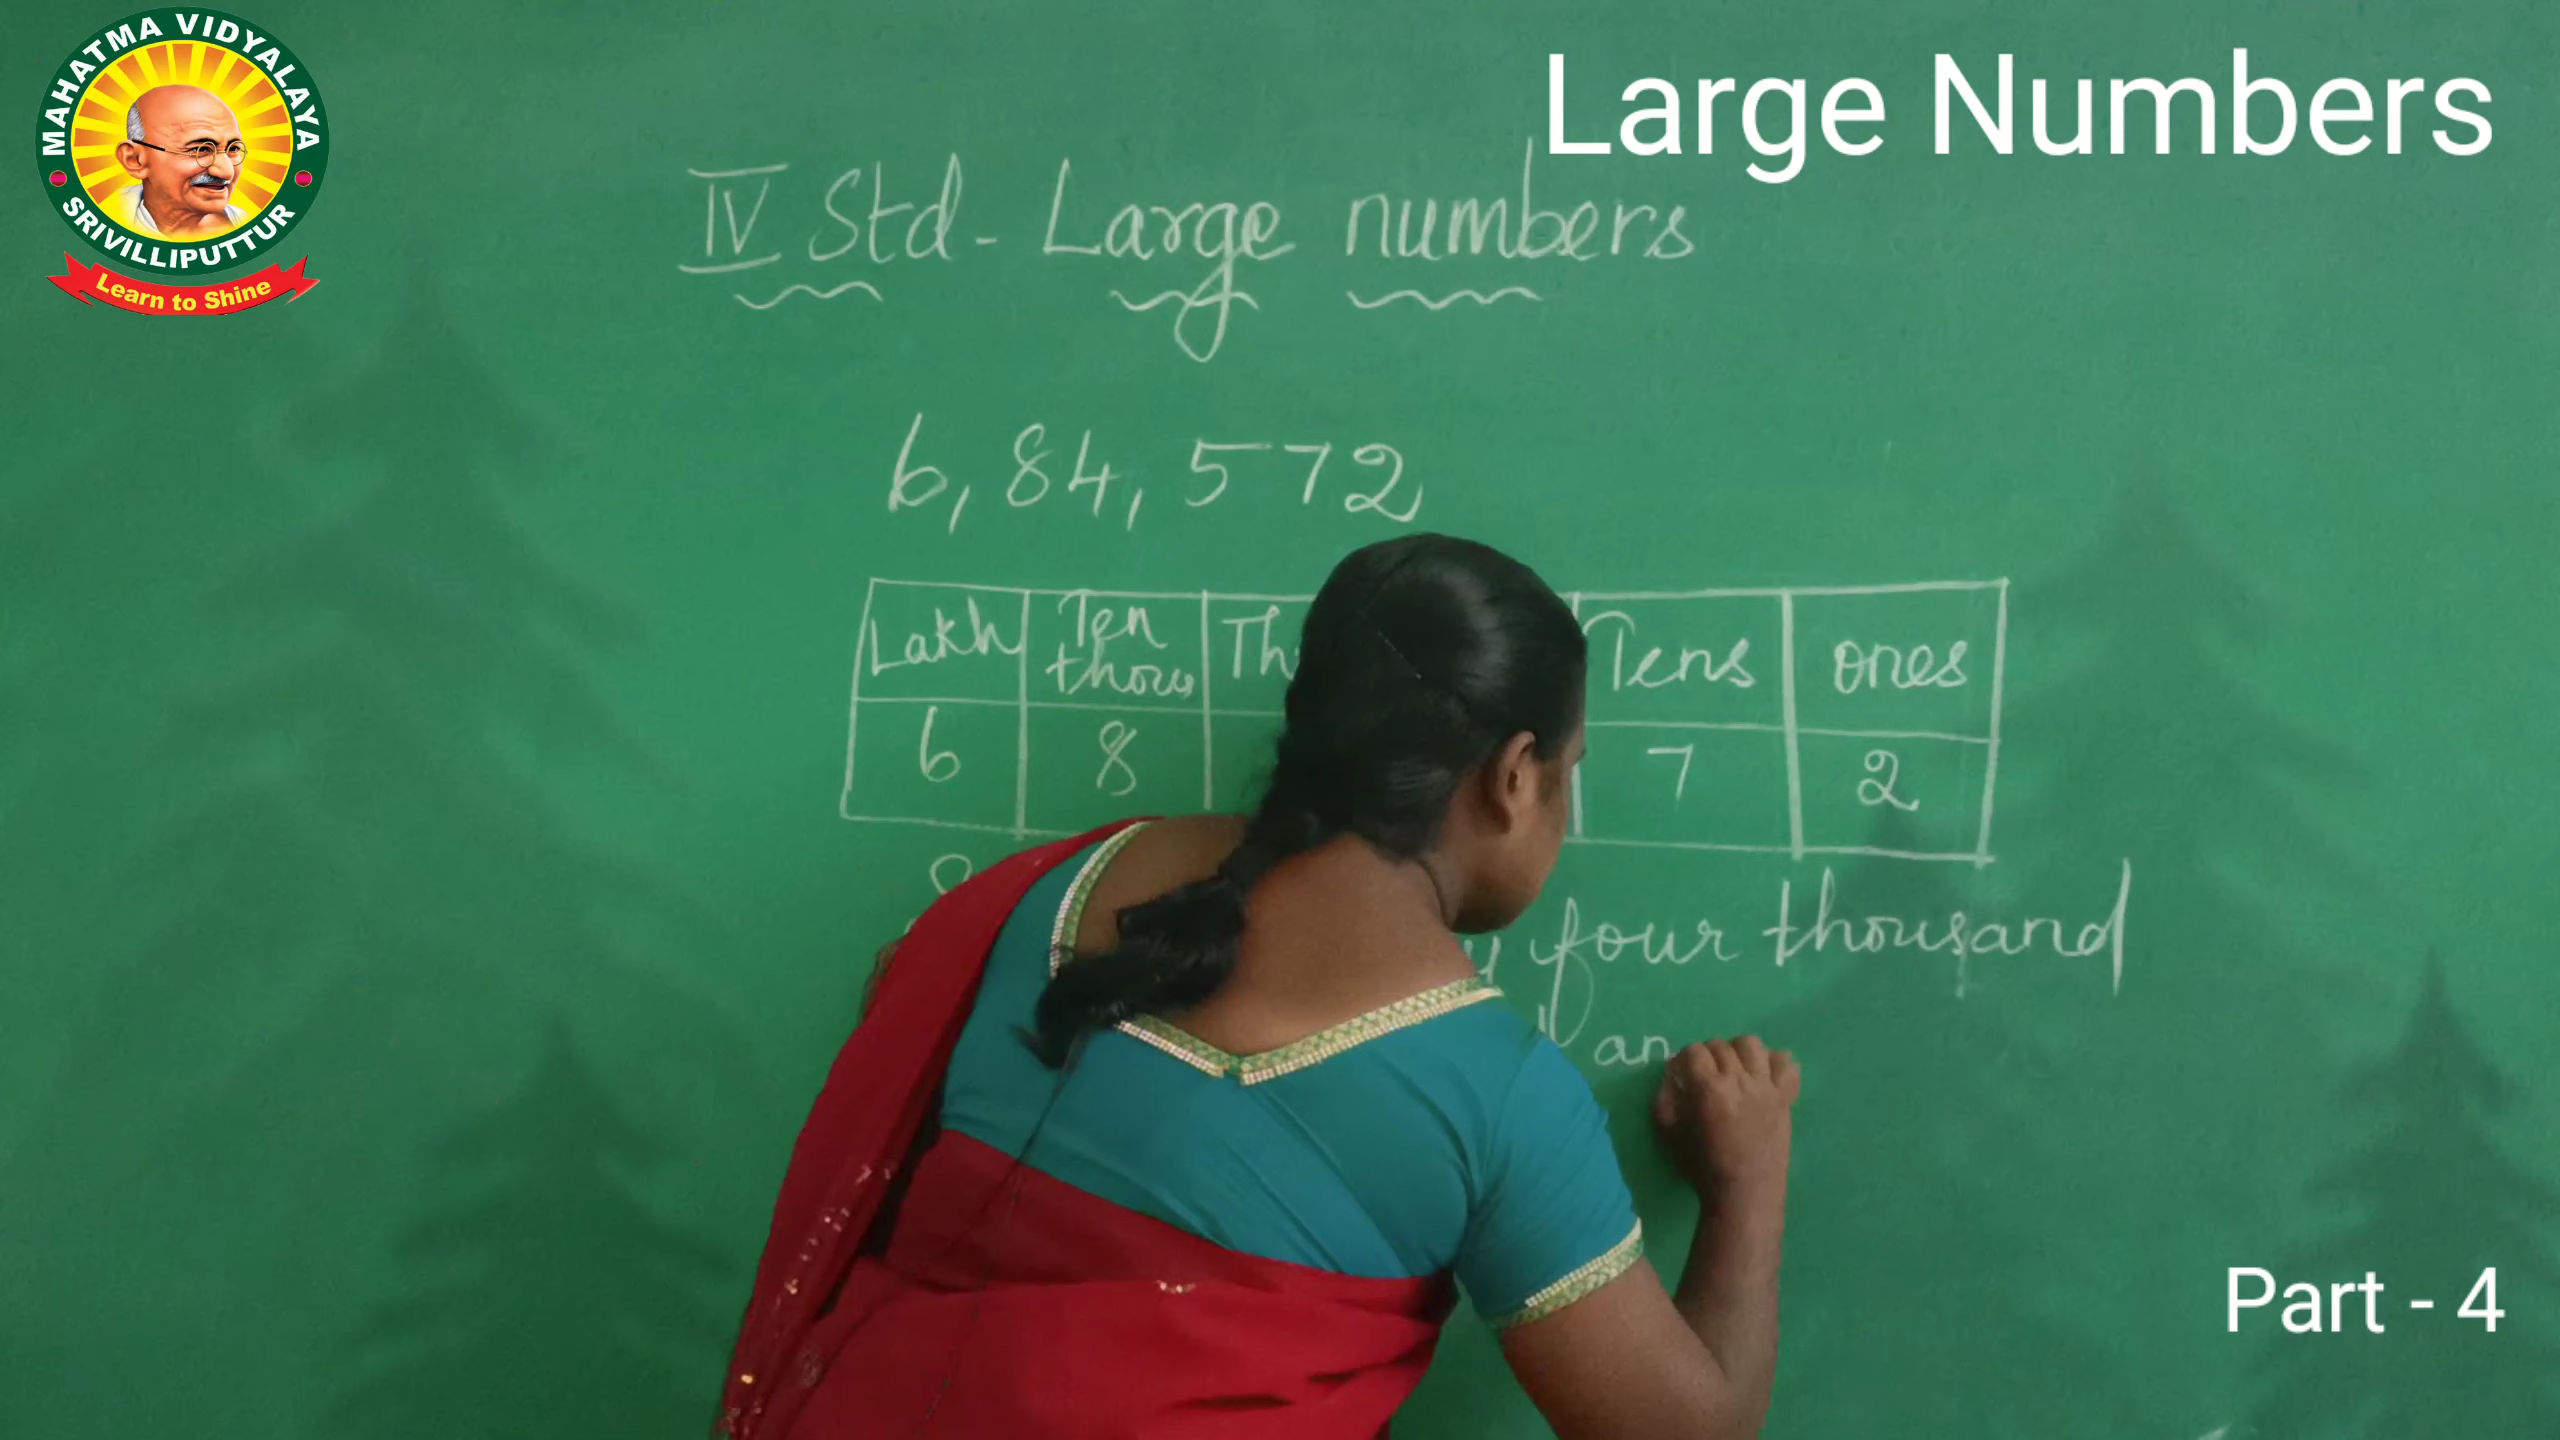 MAHATMA VIDYALAYA
SRIVILLIPUTTUR
Learn to Shine
Large Numbers
IV Std - Large numbers
6, 84, 572
Lakh Ten thous Tens ones
6 8 7 2
four thousand
Part - 4